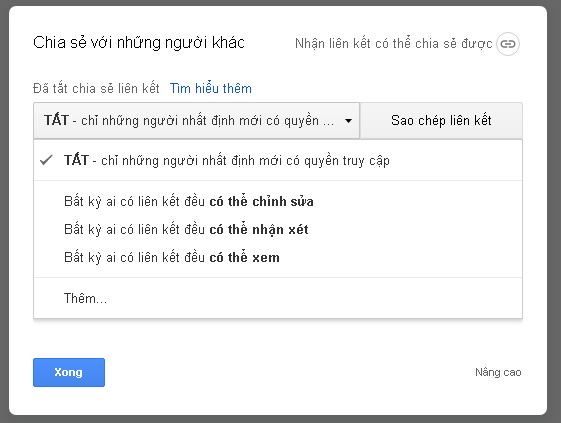 Chia sẻ với những người khác
Nhận liên kết có thể chia sẻ được
Đã tắt chia sẻ liên kết Tìm hiểu thêm
TẮT - chỉ những người nhất định mới có quyền ...
Sao chép liên kết
TẮT - chỉ những người nhất định mới có quyền truy cập
Bất kỳ ai có liên kết đều có thể chỉnh sửa
Bất kỳ ai có liên kết đều có thể nhận xét
Bất kỳ ai có liên kết đều có thể xem
Thêm...
Xong
Nâng cao